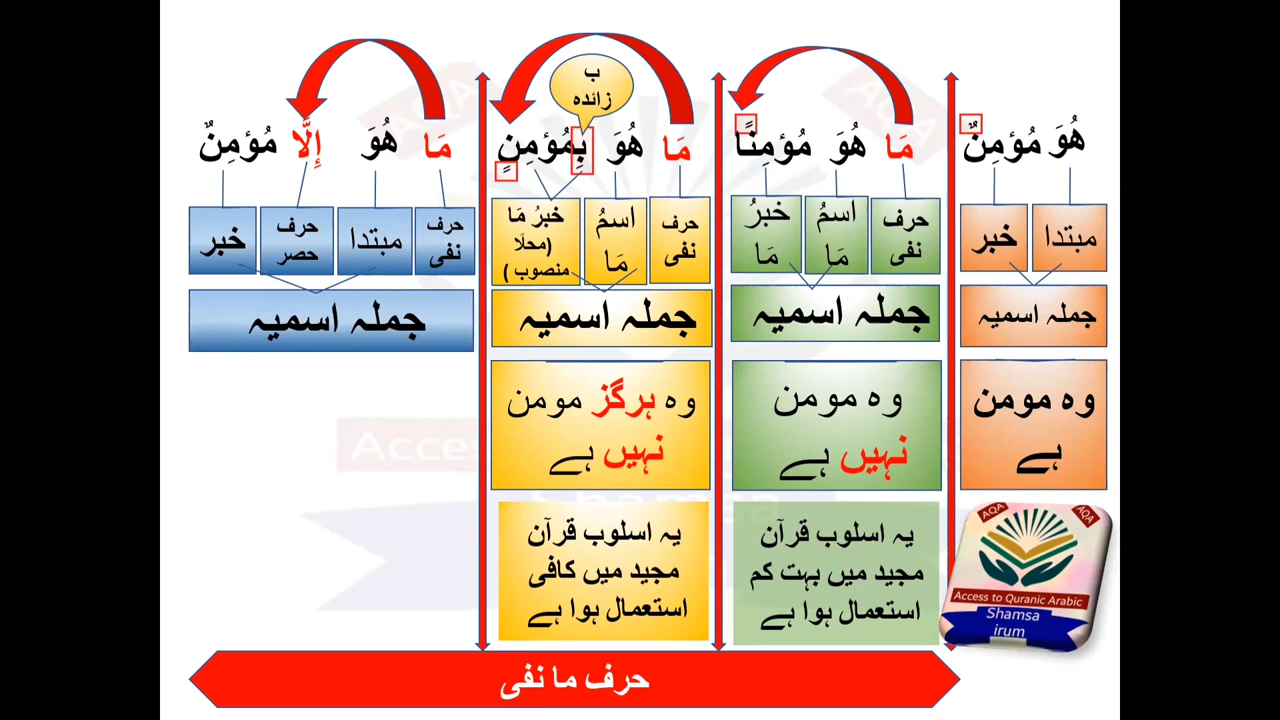 هُوَ مُؤمِنٌ
مبتدا
خبر
جملہ اسمیہ
وہ مومن
ہے
مَا هُوَ مُؤمِنًا
حرف
نفی
اسمُ
مَا
خبرُ
مَا
جملہ اسمیہ
وہ مومن
نہیں ہے
یہ اسلوب قرآن
مجید میں بہت کم
استعمال ہوا ہے
ب
زائدہ
مَا هُوَ بِمُؤمِنٍ
حرف
نفی
اسمُ
مَا
خبرُ مَا
(محلًا
منصوب )
جملہ اسمیہ
وہ ہرگز مومن
نہیں ہے
یہ اسلوب قرآن
مجید میں کافی
استعمال ہوا ہے
مَا هُوَ إِلَّا مُؤمِنٌ
حرف
نفی
مبتدا
حرف
حصر
خبر
جملہ اسمیہ
AQA
AQA
Access to Quranic Arabic
Shamsa
irum
حرف ما نفی